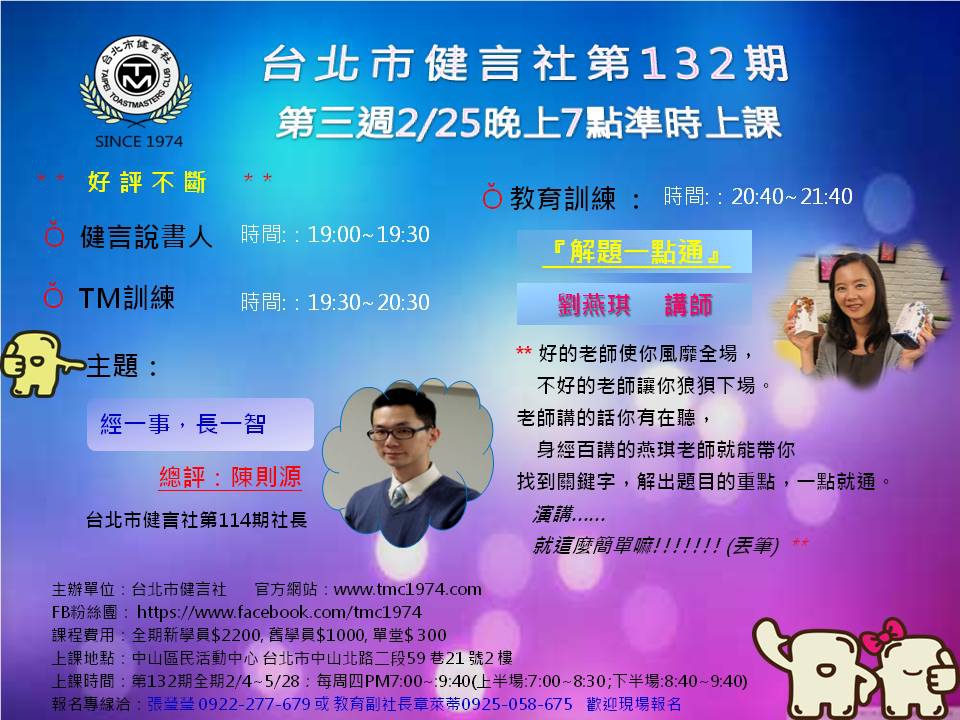 台北市健言社
TM
TAIPEI TOASTMASTERS CLUB
SINCE 1974
台北市健言社第132期
第三週2/25晚上7點準時上課
** 好評不斷 **
Ǒ 健言說書人 時間:：19:00~19:30
Ǒ TM訓練 時間:：19:30~20:30
主題：
經一事，長一智
總評：陳則源
台北市健言社第114期社長
Ǒ 教育訓練： 時間:：20:40~21:40
『解題一點通』
劉燕琪 講師
** 好的老師使你風靡全場，
不好的老師讓你狼狽下場。
老師講的話你有在聽，
身經百講的燕琪老師就能帶你
找到關鍵字，解出題目的重點，一點就通。
演講......
就這麼簡單嘛!!!!!!! (丟筆) **
主辦單位：台北市健言社 官方網站：www.tmc1974.com
FB粉絲團： https://www.facebook.com/tmc1974
課程費用：全期新學員$2200, 舊學員$1000, 單堂$ 300
上課地點：中山區民活動中心 台北市中山北路二段59 巷21 號2 樓
上課時間：第132期全期2/4~5/28： 每周四PM7:00~:9:40(上半場:7:00~8:30;下半場:8:40~9:40)
報名專線洽：張瑩瑩 0922-277-679 或 教育副社長章萊蒂0925-058-675 歡迎現場報名